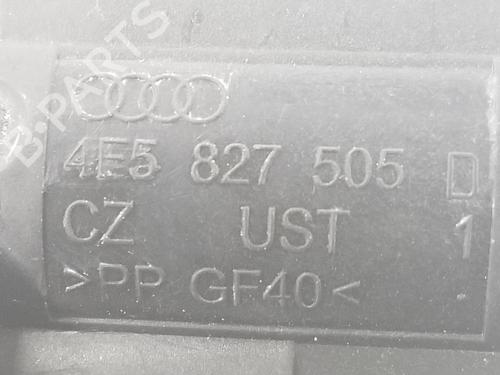 B-PARTS
4E5 827 505 D
CZ UST 1
>PP GF40<